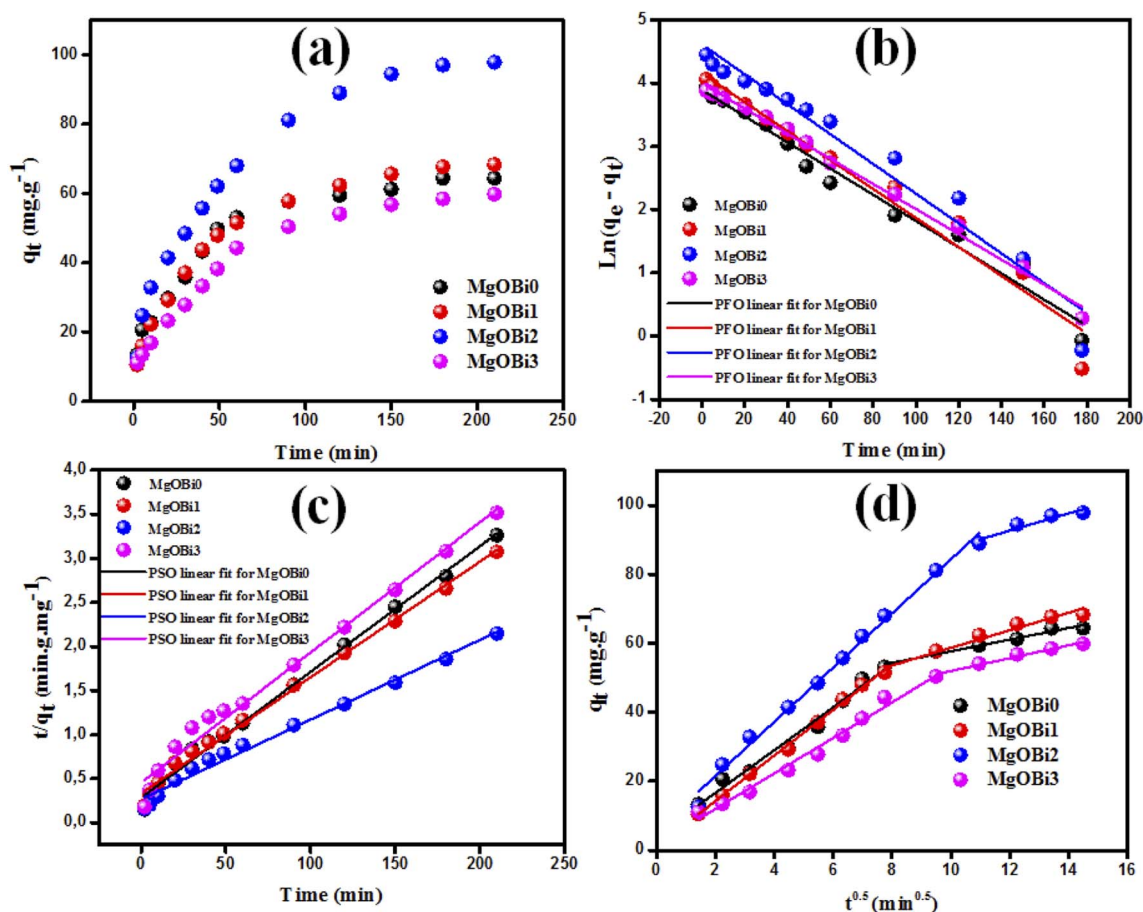 (a)
100
80
60
40
20
0
qt (mg.g-1)
MgOBi0
MgOBi1
MgOBi2
MgOBi3
0 50 100 150 200 250
Time (min)
(b)
5
4
3
2
1
0
-1
Ln(qe - qt)
MgOBi0
MgOBi1
MgOBi2
MgOBi3
PFO linear fit for MgOBi0
PFO linear fit for MgOBi1
PFO linear fit for MgOBi2
PFO linear fit for MgOBi3
-20 0 20 40 60 80 100 120 140 160 180 200
Time (min)
(c)
4,0
3,5
3,0
2,5
2,0
1,5
1,0
0,5
0,0
t/qt (min.g.mg-1)
MgOBi0
MgOBi1
MgOBi2
MgOBi3
PSO linear fit for MgOBi0
PSO linear fit for MgOBi1
PSO linear fit for MgOBi2
PSO linear fit for MgOBi3
0 50 100 150 200 250
Time (min)
(d)
100
80
60
40
20
0
qt (mg.g-1)
MgOBi0
MgOBi1
MgOBi2
MgOBi3
0 2 4 6 8 10 12 14 16
t0.5 (min0.5)